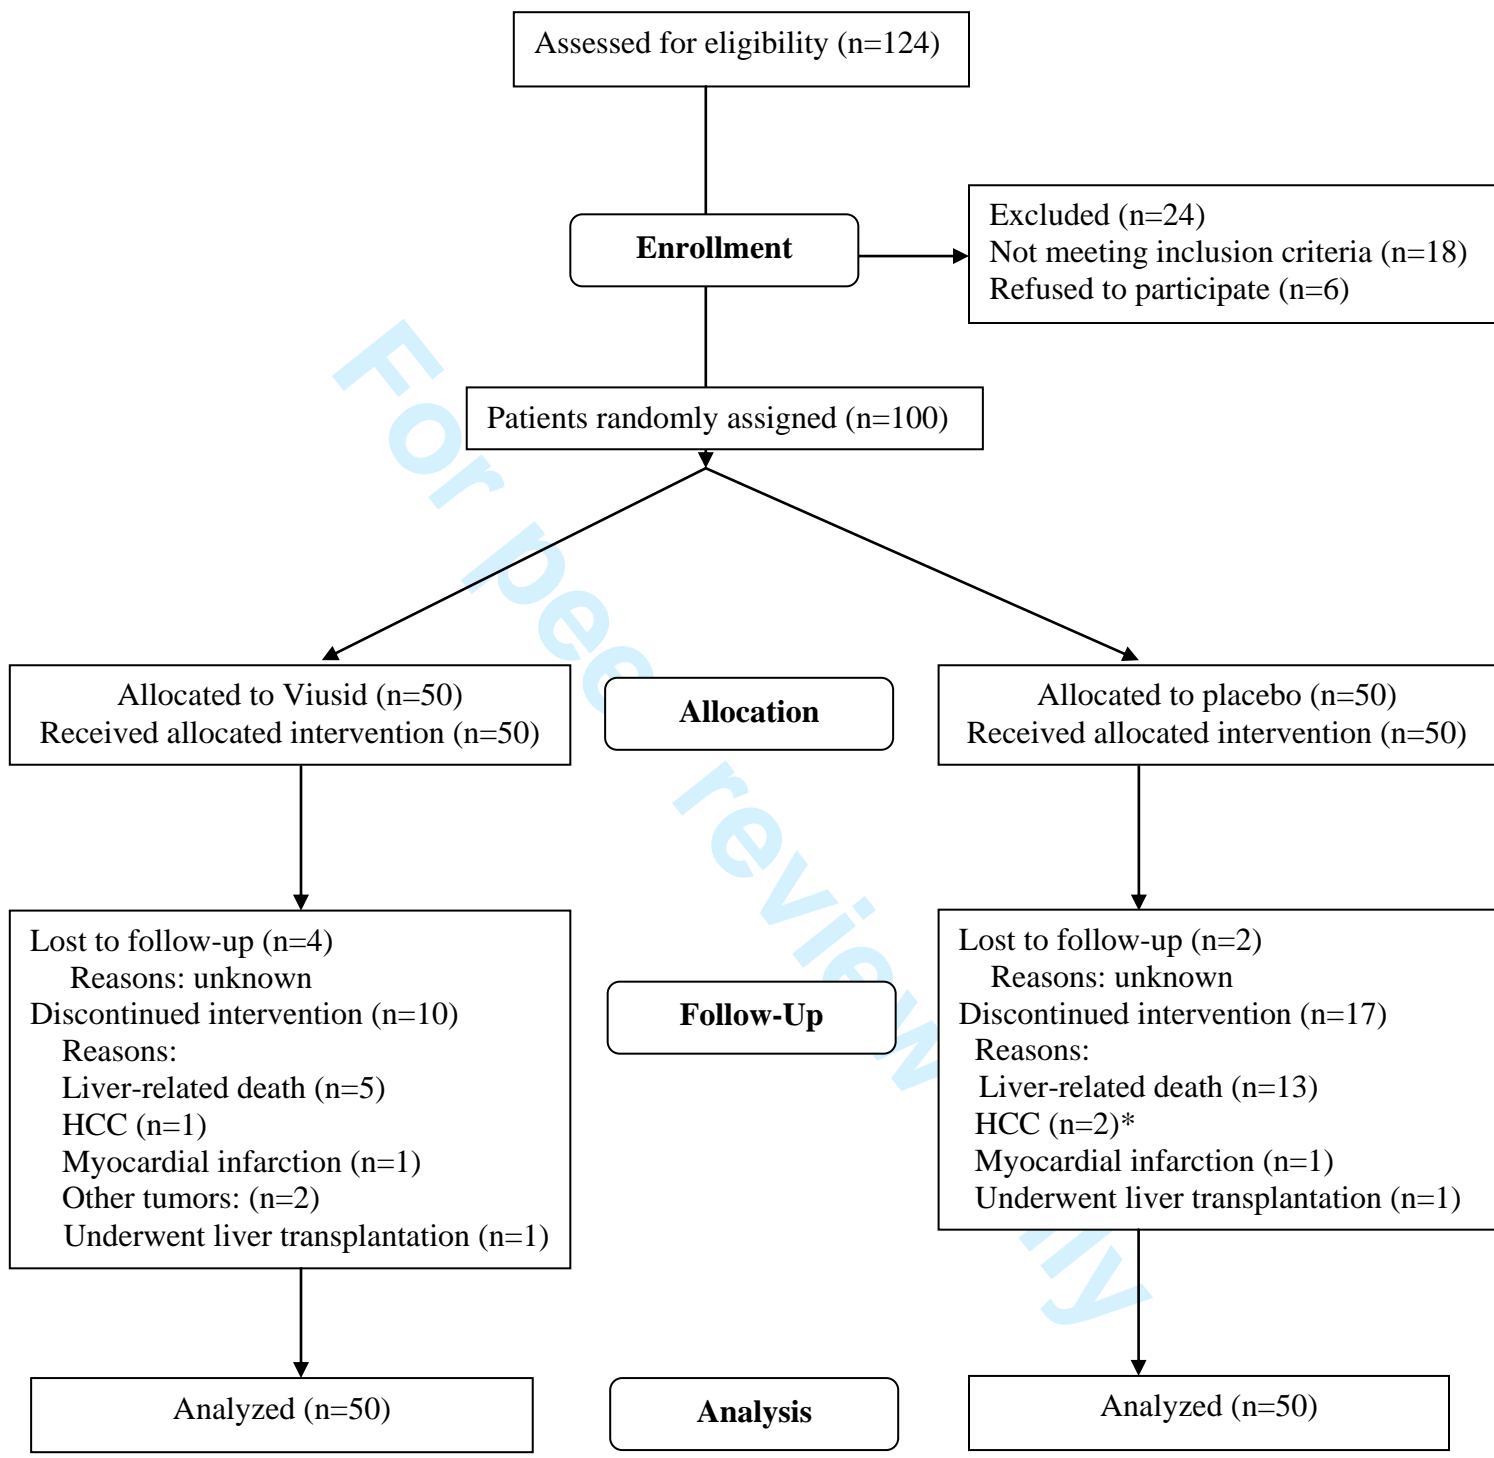 Assessed for eligibility (n=124)
Enrollment
Excluded (n=24)
Not meeting inclusion criteria (n=18)
Refused to participate (n=6)
Patients randomly assigned (n=100)
Allocated to Viusid (n=50)
Received allocated intervention (n=50)
Allocation
Allocated to placebo (n=50)
Received allocated intervention (n=50)
Lost to follow-up (n=4)
Reasons: unknown
Discontinued intervention (n=10)
Reasons:
Liver-related death (n=5)
HCC (n=1)
Myocardial infarction (n=1)
Other tumors: (n=2)
Underwent liver transplantation (n=1)
Follow-Up
Lost to follow-up (n=2)
Reasons: unknown
Discontinued intervention (n=17)
Reasons:
Liver-related death (n=13)
HCC (n=2)*
Myocardial infarction (n=1)
Underwent liver transplantation (n=1)
Analyzed (n=50)
Analysis
Analyzed (n=50)
For peer review only